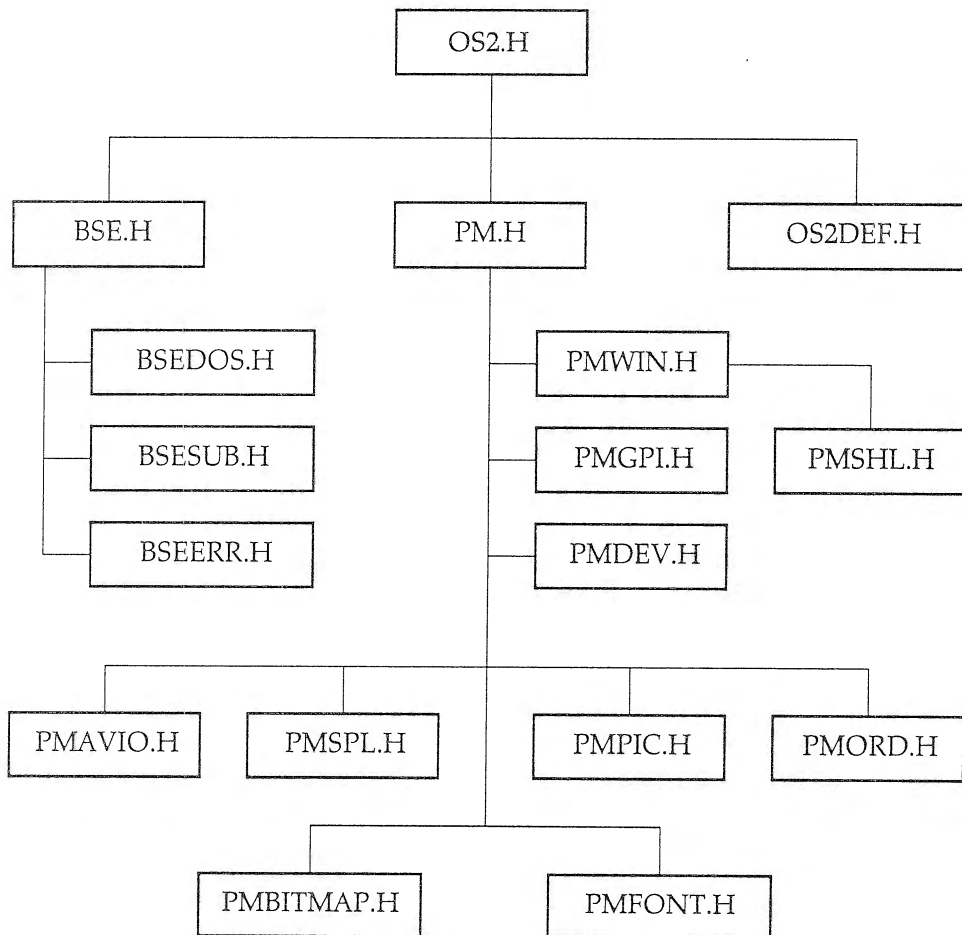 OS2.H
BSE.H
PM.H
OS2DEF.H
BSEDOS.H
PMWIN.H
BSESUB.H
PMGPI.H
PMSHL.H
BSEERR.H
PMDEV.H
PMAVIO.H
PMSPL.H
PMPIC.H
PMORD.H
PMBITMAP.H
PMFONT.H